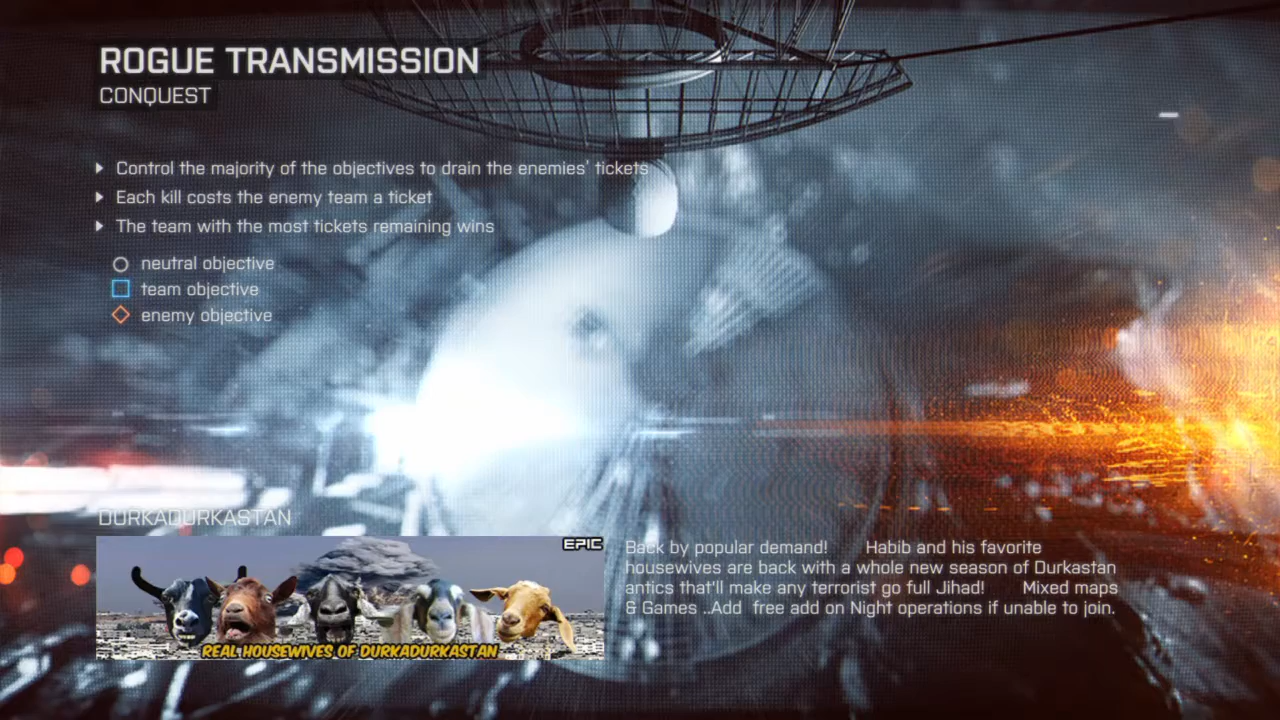 ROGUE TRANSMISSION
CONQUEST
Control the majority of the objectives to drain the enemies' tickets
Each kill costs the enemy team a ticket
The team with the most tickets remaining wins
neutral objective
team objective
enemy objective
DURKADURKASTAN
EPIC
REAL HOUSEWIVES OF DURKADURKASTAN
Back by popular demand! Habib and his favorite
housewives are back with a whole new season of Durkastan
antics that'll make any terrorist go full Jihad! Mixed maps
& Games ..Add free add on Night operations if unable to join.